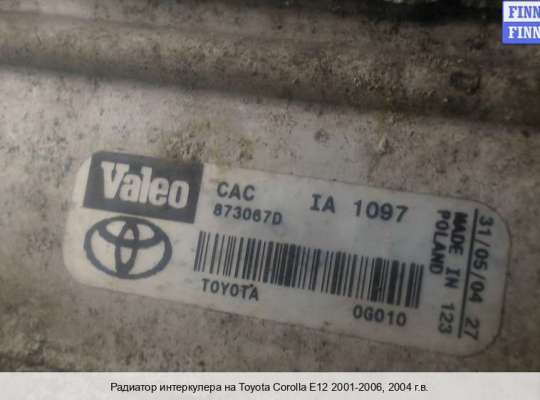 FINN
FINN
Valeo
CAC IA 1097
873067D
TOYOTA 0G010
31/05/04 27
MADE IN 123
POLAND
Радиатор интеркулера на Toyota Corolla E12 2001-2006, 2004 г.в.